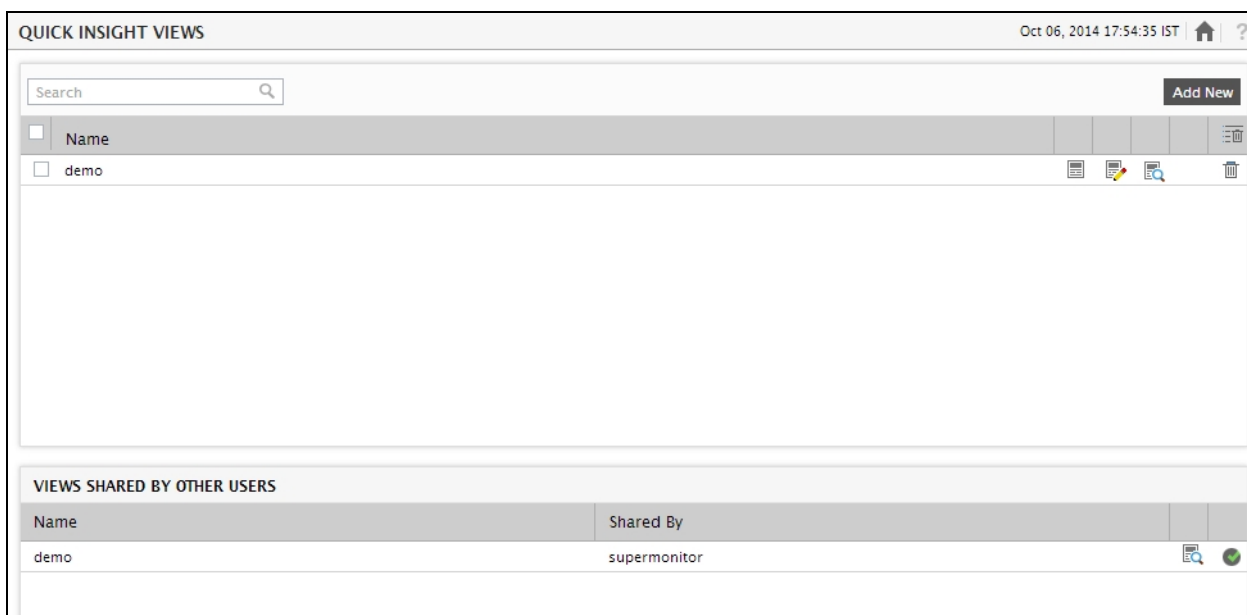 QUICK INSIGHT VIEWS
Oct 06, 2014 17:54:35 IST ?
Search
Add New
Name
demo
VIEWS SHARED BY OTHER USERS
Name Shared By
demo supermonitor